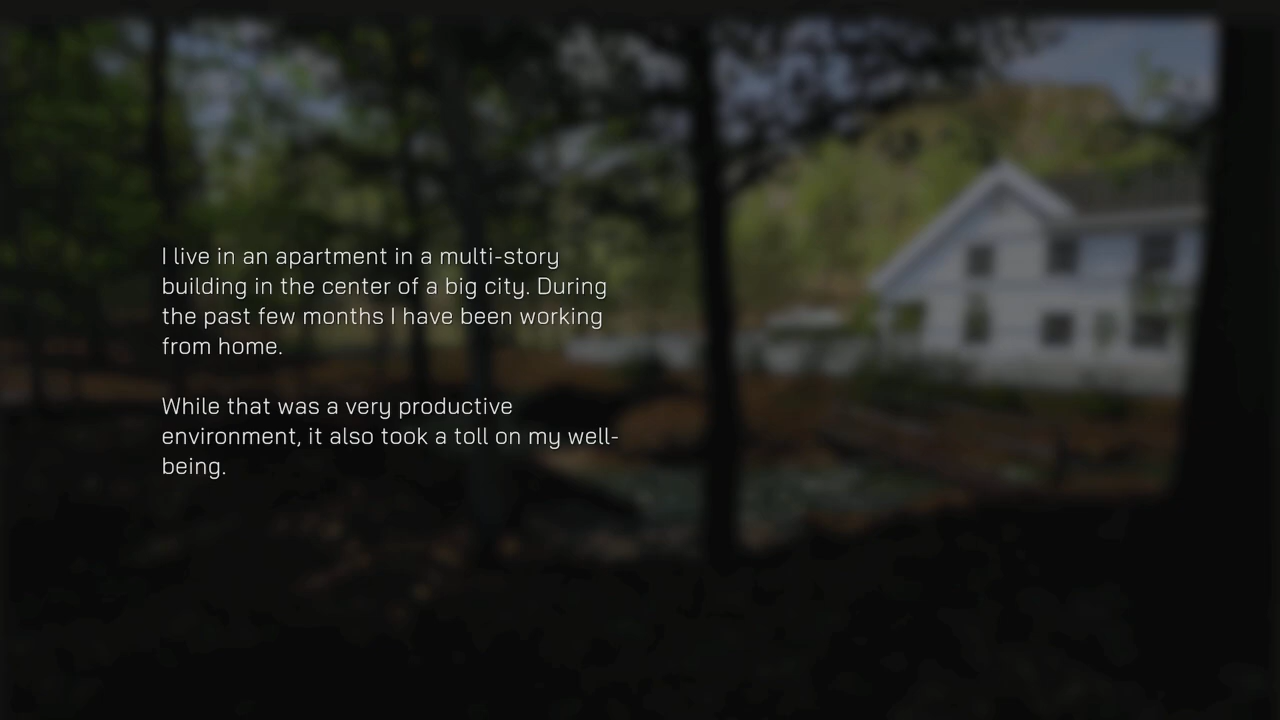 I live in an apartment in a multi-story
building in the center of a big city. During
the past few months I have been working
from home.
While that was a very productive
environment, it also took a toll on my well-
being.